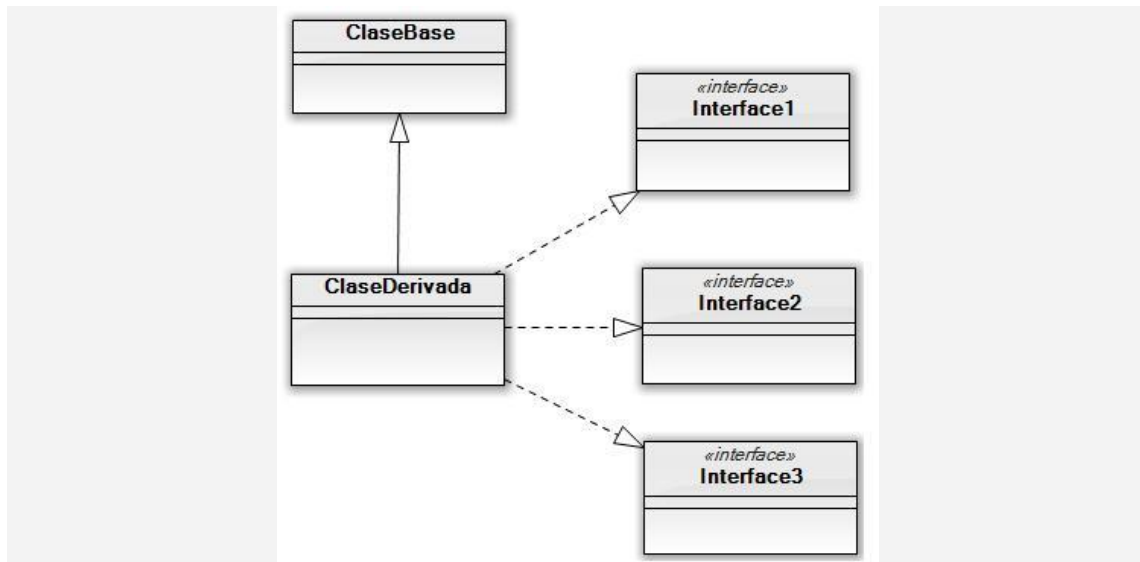 ClaseBase
«interface»
Interface1
ClaseDerivada
«interface»
Interface2
«interface»
Interface3